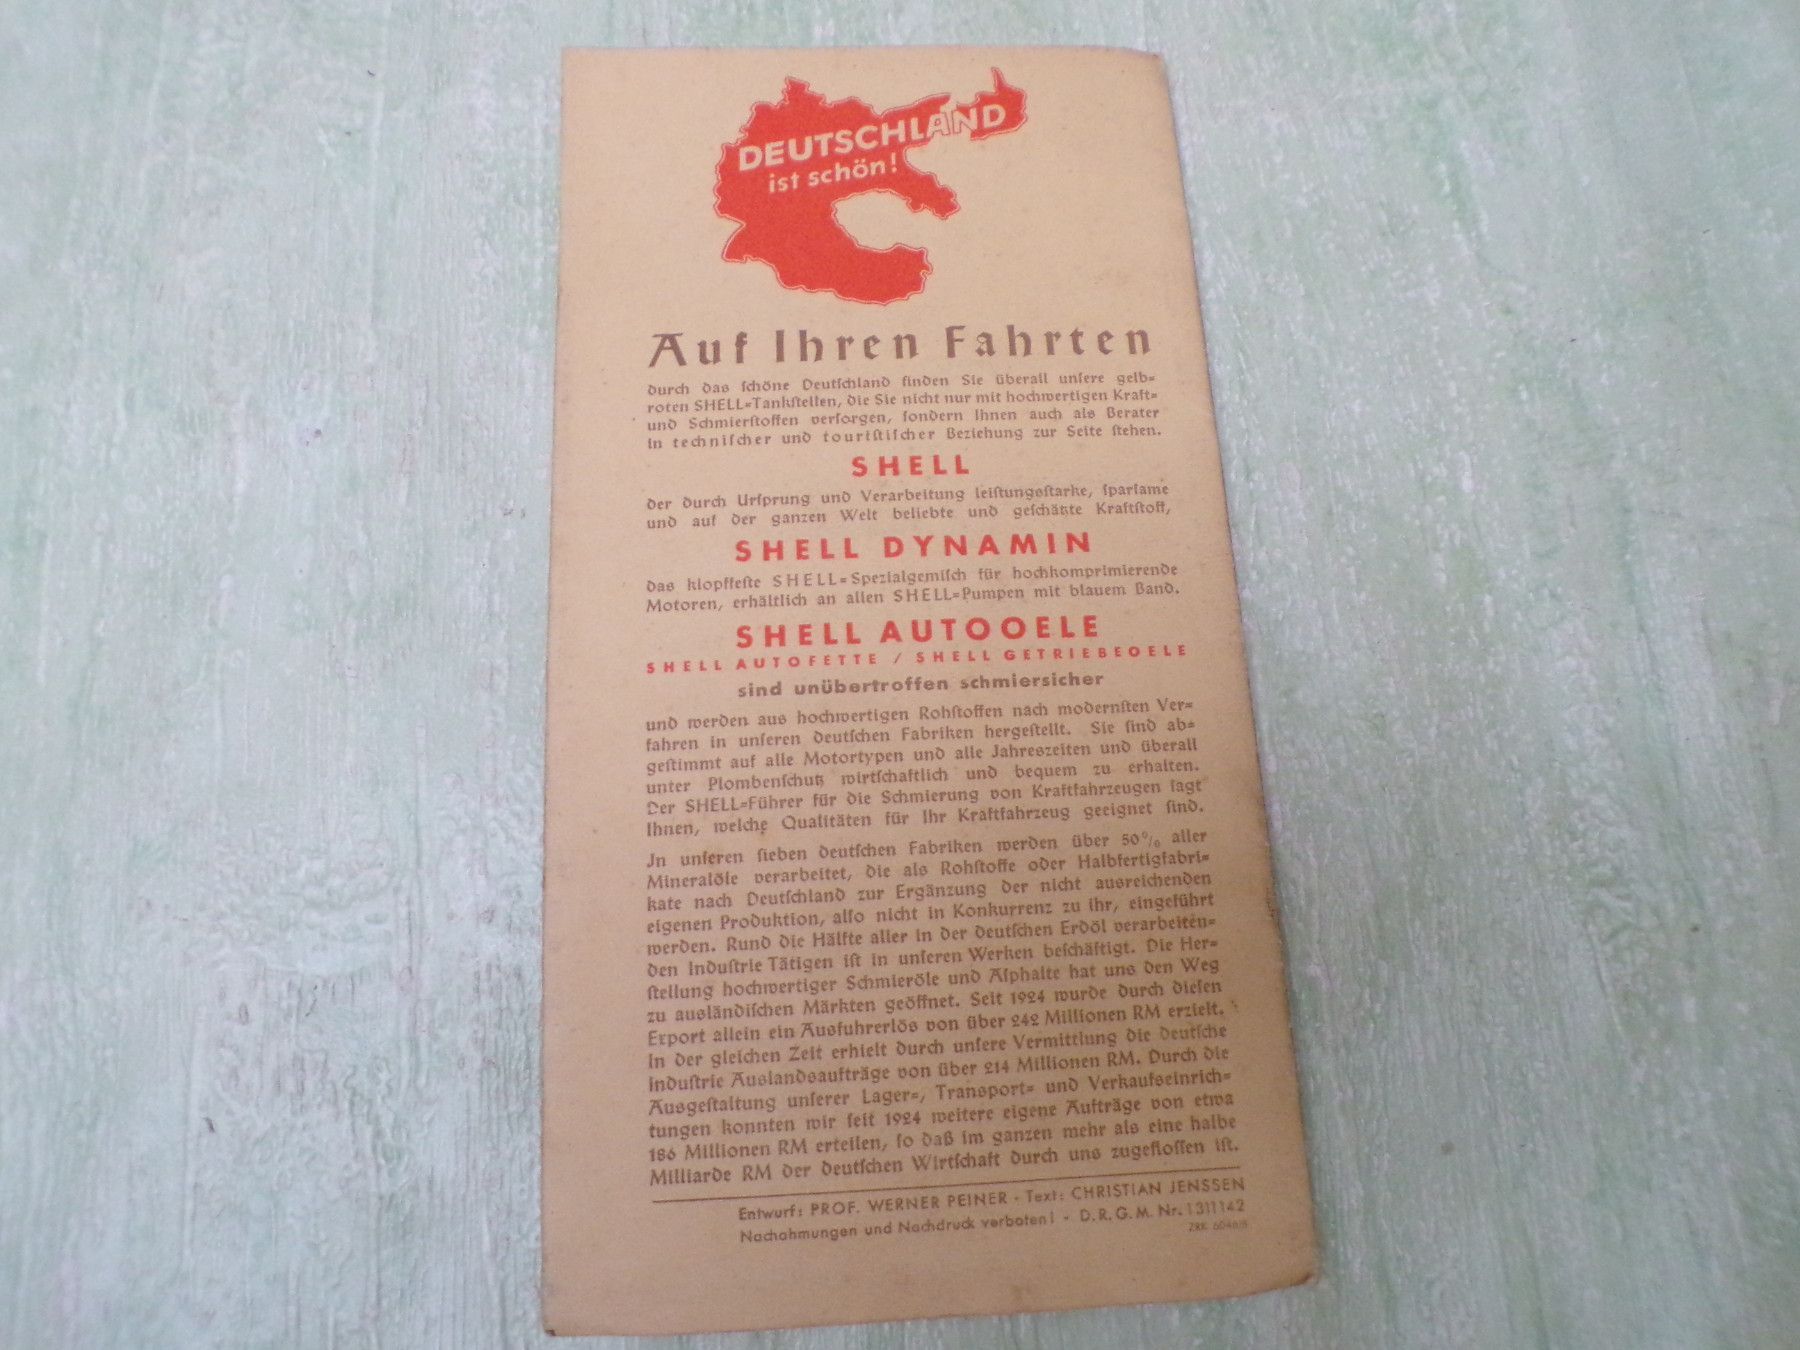 DEUTSCHLAND
ist schön!
Auf Ihren Fahrten
durch das schöne Deutschland finden Sie überall unsere gelb=
roten SHELL=Tankstellen, die Sie nicht nur mit hochwertigen Kraft=
und Schmierstoffen versorgen, sondern Ihnen auch als Berater
in technischer und touristischer Beziehung zur Seite stehen.
SHELL
der durch Ursprung und Verarbeitung leistungsstarke, sparsame
und auf der ganzen Welt beliebte und geschätzte Kraftstoff,
SHELL DYNAMIN
das klopffeste SHELL=Spezialgemisch für hochkomprimierende
Motoren, erhältlich an allen SHELL=Pumpen mit blauem Band.
SHELL AUTOOELE
SHELL AUTOFETTE / SHELL GETRIEBEOELE
sind unübertroffen schmiersicher
und werden aus hochwertigen Rohstoffen nach modernsten Ver=
fahren in unseren deutschen Fabriken hergestellt. Sie sind ab=
gestimmt auf alle Motortypen und alle Jahreszeiten und überall
unter Plombenschutz wirtschaftlich und bequem zu erhalten.
Der SHELL=Führer für die Schmierung von Kraftfahrzeugen sagt
Ihnen, welche Qualitäten für Ihr Kraftfahrzeug geeignet sind.
In unseren sieben deutschen Fabriken werden über 50% aller
Mineralöle verarbeitet, die als Rohstoffe oder Halbfertigfabri=
kate nach Deutschland zur Ergänzung der nicht ausreichenden
eigenen Produktion, also nicht in Konkurrenz zu ihr, eingeführt
werden. Rund die Hälfte aller in der deutschen Erdöl verarbeiten=
den Industrie Tätigen ist in unseren Werken beschäftigt. Die Her=
stellung hochwertiger Schmieröle und Asphalte hat uns den Weg
zu ausländischen Märkten geöffnet. Seit 1924 wurde durch diesen
Export allein ein Ausfuhrerlös von über 242 Millionen RM erzielt.
In der gleichen Zeit erhielt durch unsere Vermittlung die deutsche
Industrie Auslandsaufträge von über 214 Millionen RM. Durch die
Ausgestaltung unserer Lager=, Transport= und Verkaufseinrich=
tungen konnten wir seit 1924 weitere eigene Aufträge von etwa
186 Millionen RM erteilen, so daß im ganzen mehr als eine halbe
Milliarde RM der deutschen Wirtschaft durch uns zugeflossen ist.
Entwurf: PROF. WERNER PEINER - Text: CHRISTIAN JENSSEN
Nachahmungen und Nachdruck verboten! - D.R.G.M. Nr. 1311142
ZRK